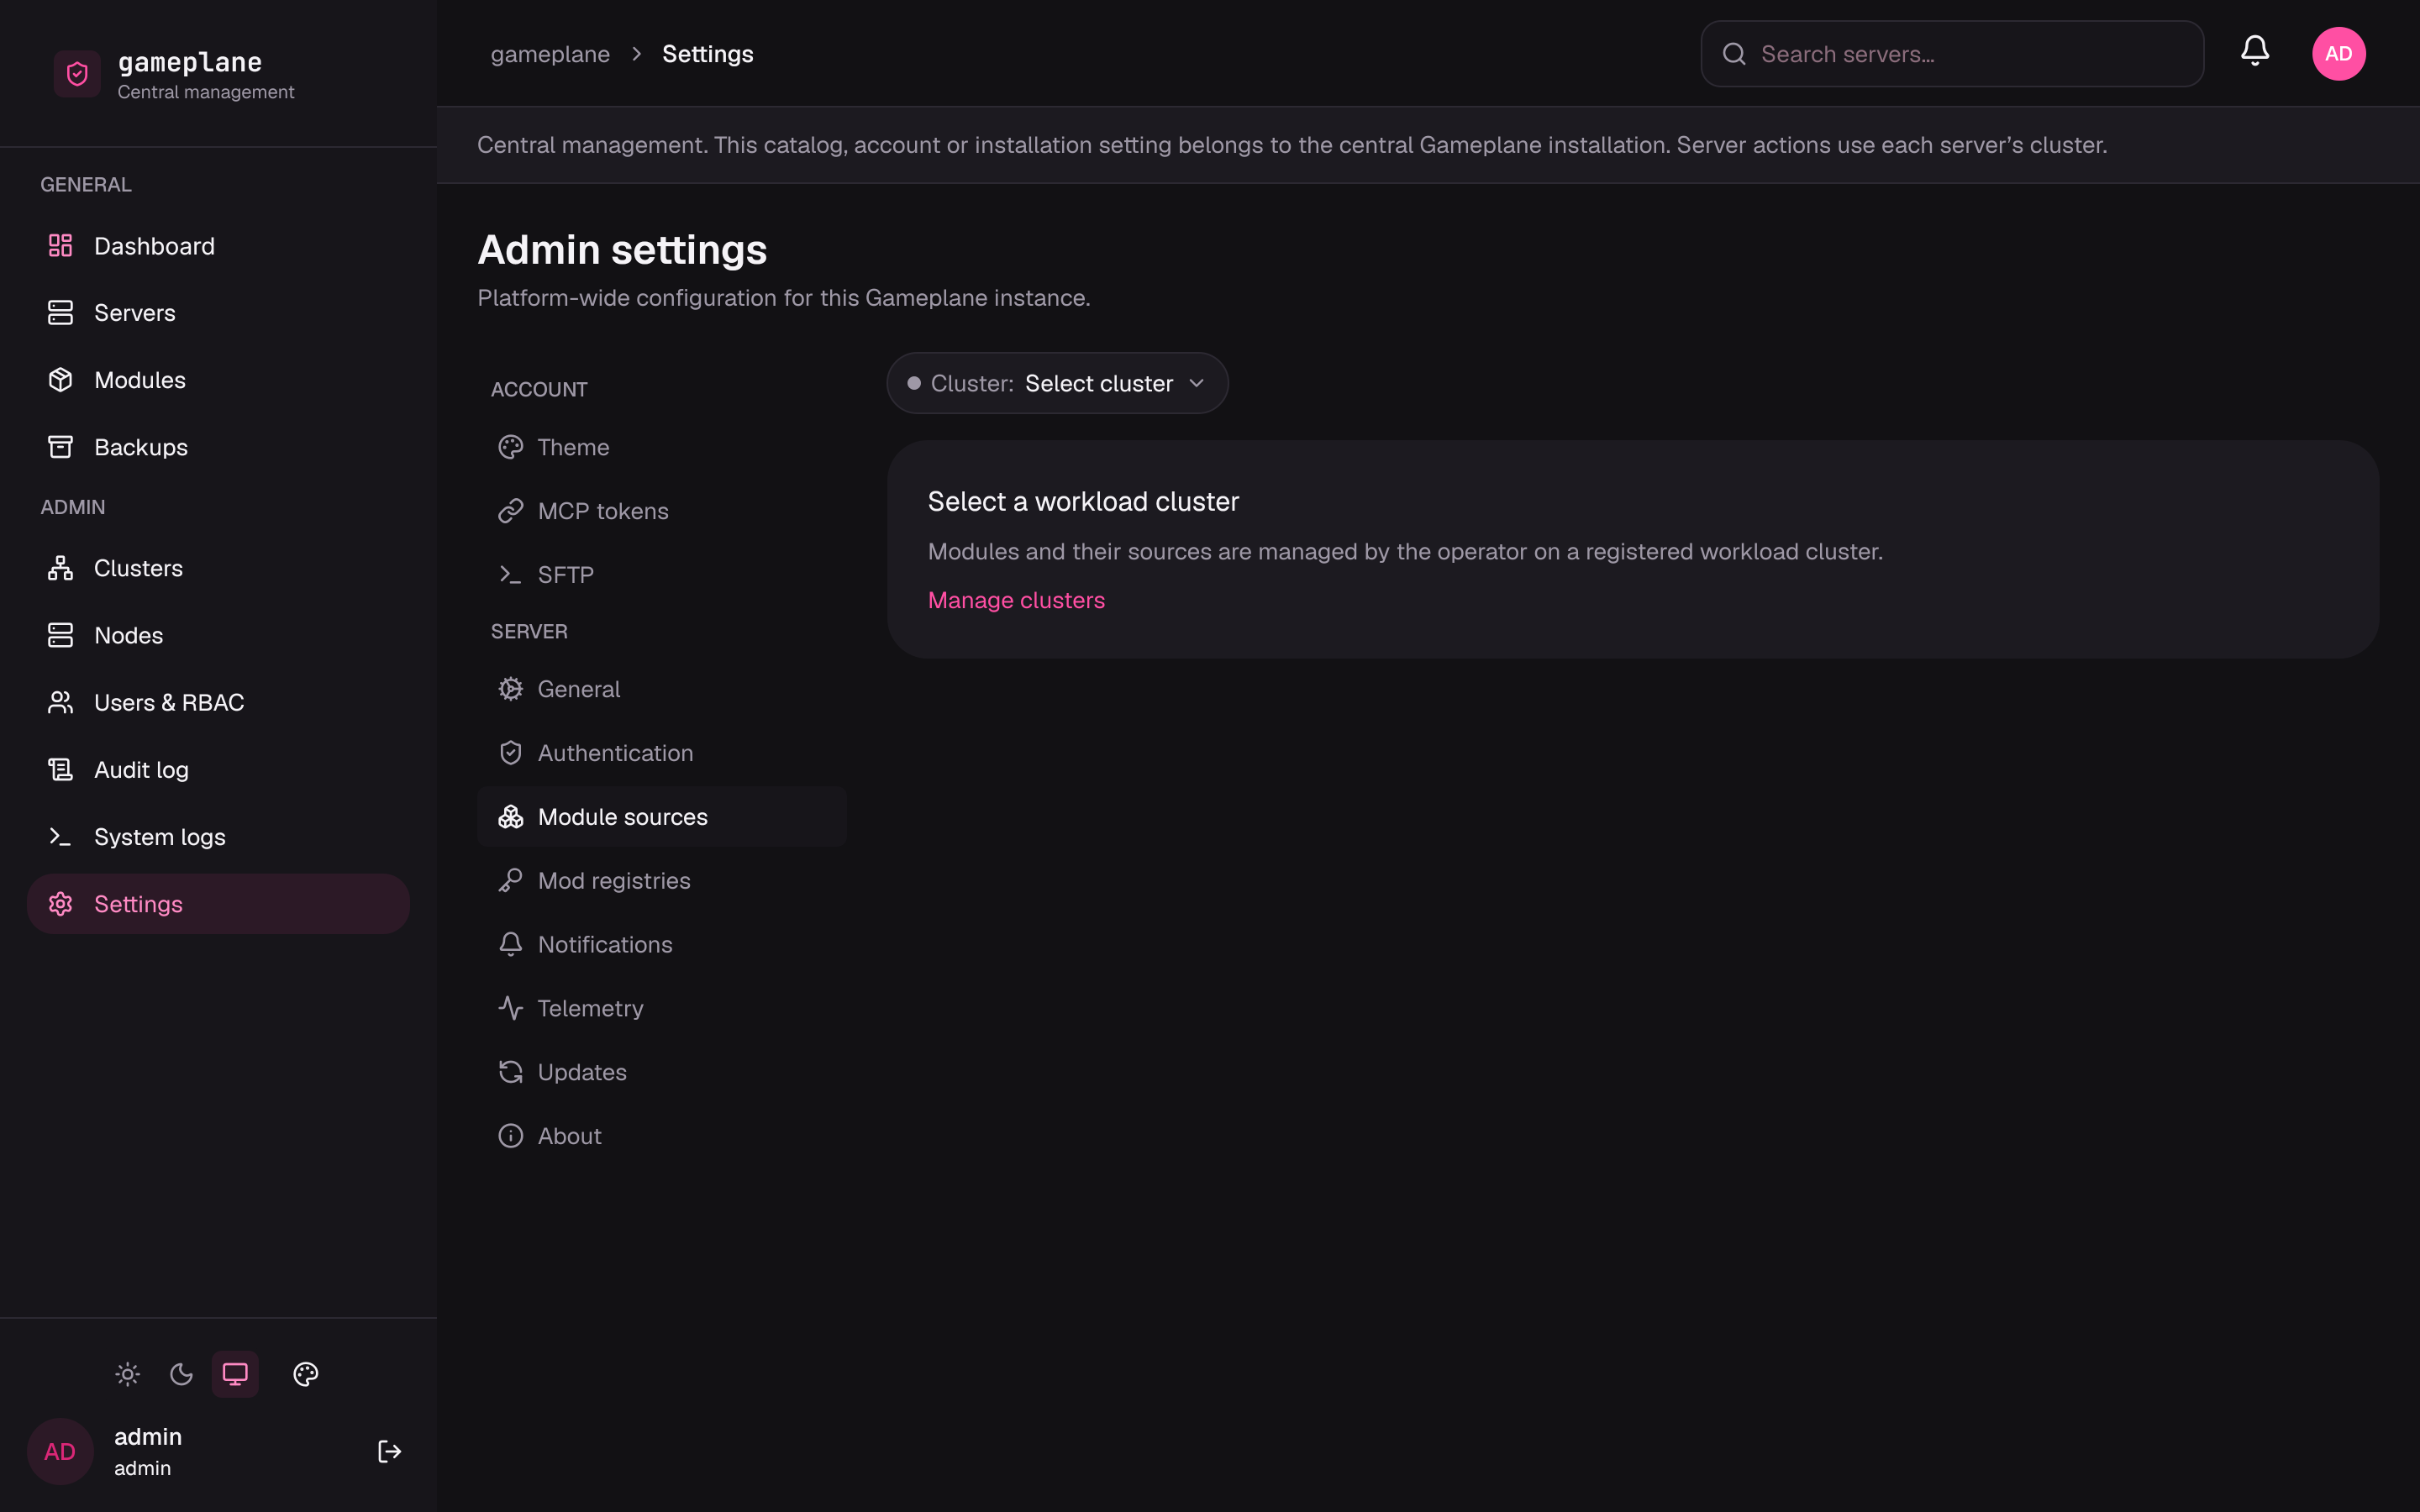 gameplane
Central management
GENERAL
Dashboard
Servers
Modules
Backups
ADMIN
Clusters
Nodes
Users & RBAC
Audit log
System logs
Settings
AD
admin
admin
gameplane > Settings
Search servers...
AD
Central management. This catalog, account or installation setting belongs to the central Gameplane installation. Server actions use each server’s cluster.
Admin settings
Platform-wide configuration for this Gameplane instance.
ACCOUNT
Theme
MCP tokens
SFTP
SERVER
General
Authentication
Module sources
Mod registries
Notifications
Telemetry
Updates
About
Cluster: Select cluster
Select a workload cluster
Modules and their sources are managed by the operator on a registered workload cluster.
Manage clusters